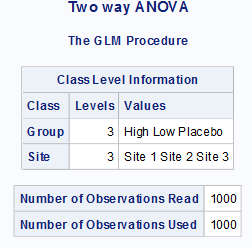 Two way ANOVA
The GLM Procedure
Class Level Information
Class Levels Values
Group 3 High Low Placebo
Site 3 Site 1 Site 2 Site 3
Number of Observations Read 1000
Number of Observations Used 1000